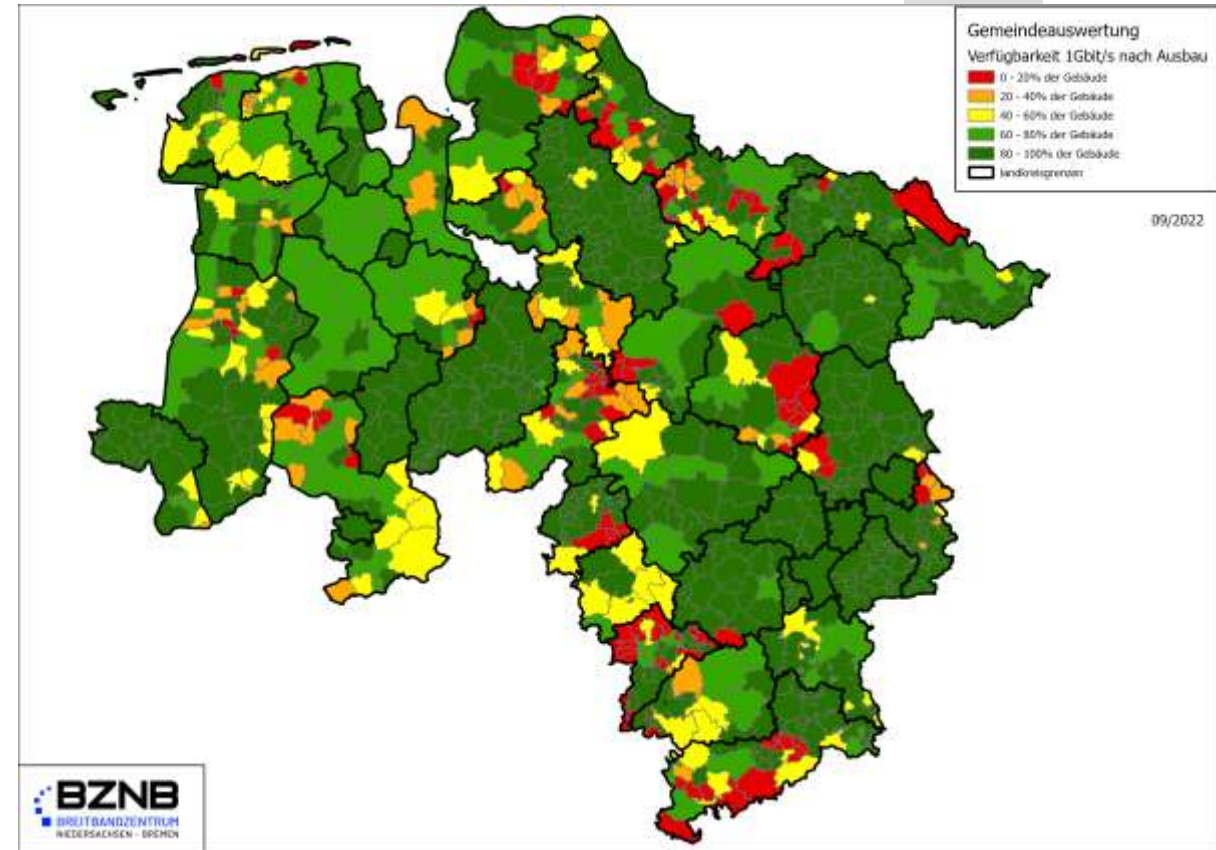 Gemeindeauswertung
Verfügbarkeit 1Gbit/s nach Ausbau
0 - 20% der Gebäude
20 - 40% der Gebäude
40 - 60% der Gebäude
60 - 80% der Gebäude
80 - 100% der Gebäude
landkreisgrenzen
09/2022
BZNB
BREITBANDZENTRUM
NIEDERSACHSEN - BREMEN